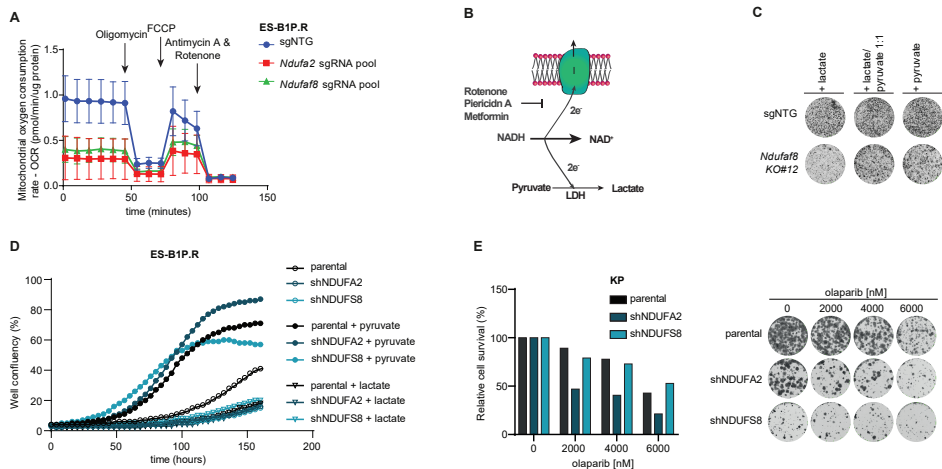 A
ES-B1P.R
Oligomycin
FCCP
Antimycin A &
Rotenone
sgNTG
Ndufa2 sgRNA pool
Ndufaf8 sgRNA pool
Mitochondrial oxygen consumption
rate - OCR (pmol/min/ug protein)
1.5
1.0
0.5
0.0
0
50
100
150
time (minutes)
B
I
Rotenone
Piericidin A
Metformin
2e-
NADH
NAD+
2e-
Pyruvate
LDH
Lactate
C
+ lactate
+ lactate/
pyruvate 1:1
+ pyruvate
sgNTG
Ndufaf8
KO#12
D
ES-B1P.R
Well confluency (%)
100
80
60
40
20
0
0
50
100
150
200
time (hours)
parental
shNDUFA2
shNDUFS8
parental + pyruvate
shNDUFA2 + pyruvate
shNDUFS8 + pyruvate
parental + lactate
shNDUFA2 + lactate
shNDUFS8 + lactate
E
KP
parental
shNDUFA2
shNDUFS8
Relative cell survival (%)
150
100
50
0
0
2000
4000
6000
olaparib [nM]
olaparib [nM]
0 2000 4000 6000
parental
shNDUFA2
shNDUFS8